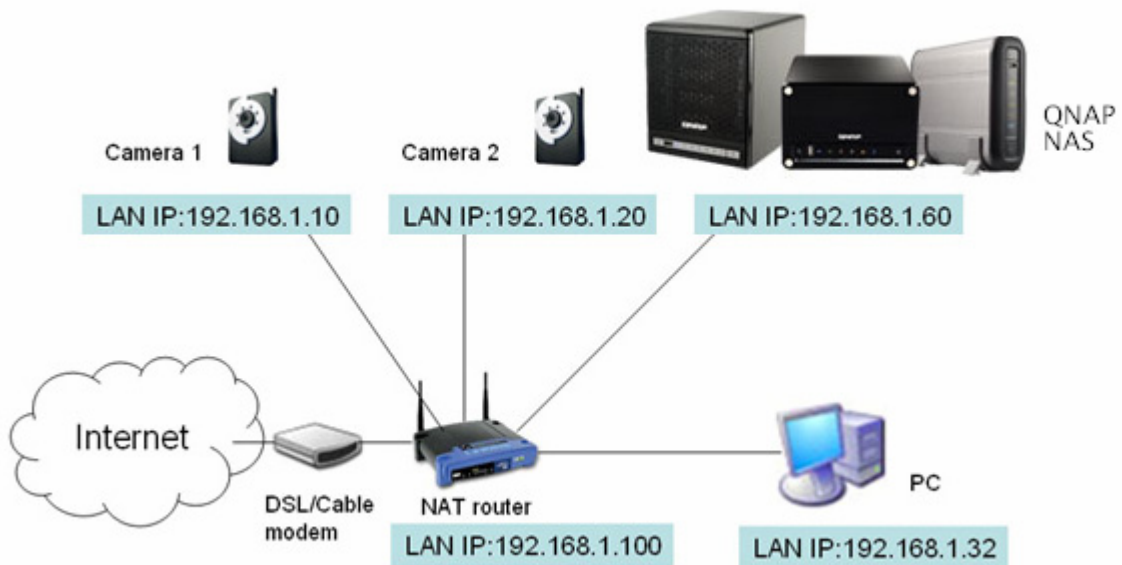 Camera 1
Camera 2
QNAP
NAS
LAN IP:192.168.1.10
LAN IP:192.168.1.20
LAN IP:192.168.1.60
Internet
DSL/Cable
modem
NAT router
PC
LAN IP:192.168.1.100
LAN IP:192.168.1.32